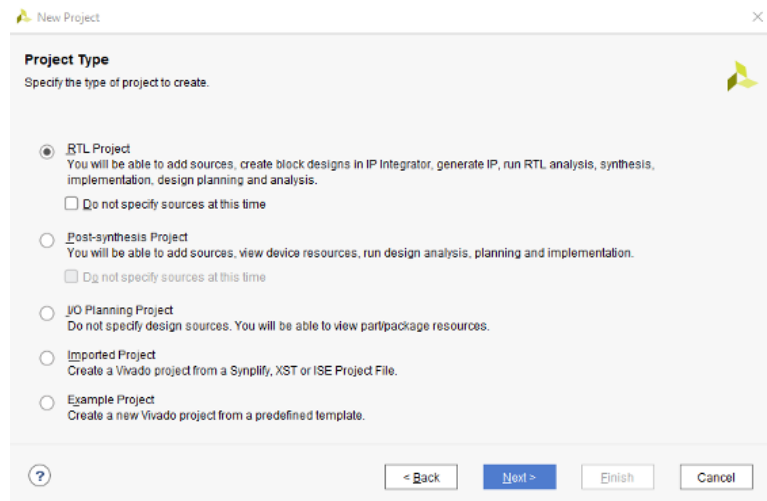 New Project
Project Type
Specify the type of project to create.
RTL Project
You will be able to add sources, create block designs in IP Integrator, generate IP, run RTL analysis, synthesis,
implementation, design planning and analysis.
Do not specify sources at this time
Post-synthesis Project
You will be able to add sources, view device resources, run design analysis, planning and implementation.
Do not specify sources at this time
I/O Planning Project
Do not specify design sources. You will be able to view part/package resources.
Imported Project
Create a Vivado project from a Synplify, XST or ISE Project File.
Example Project
Create a new Vivado project from a predefined template.
? < Back Next > Finish Cancel